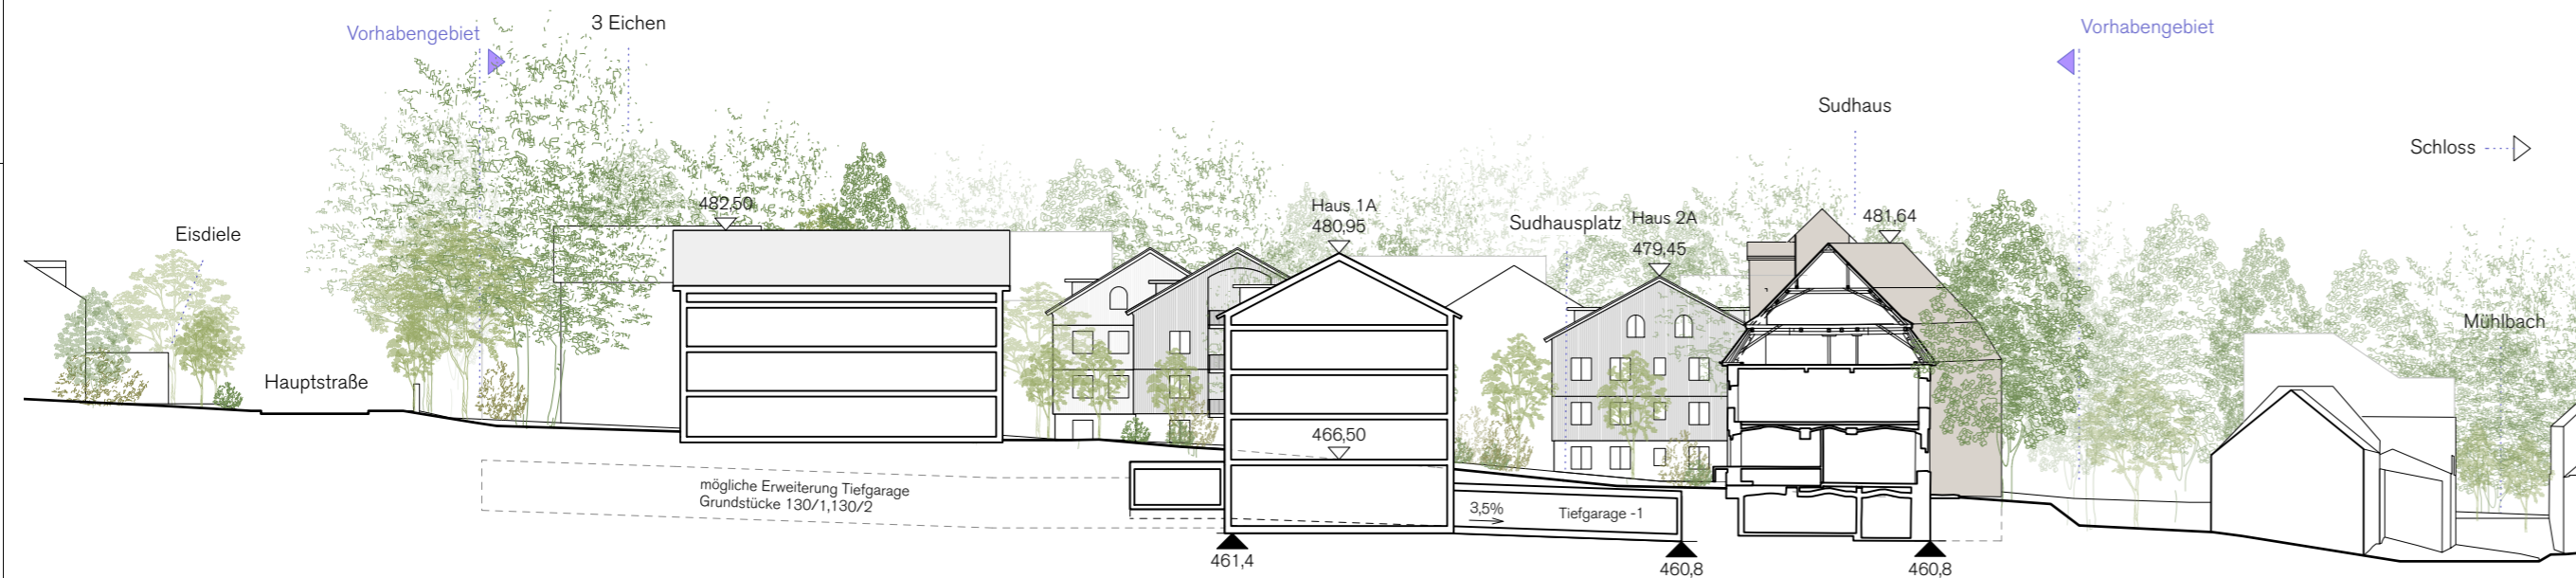 Vorhabengebiet
3 Eichen
Vorhabengebiet
Sudhaus
Schloss
482,50
Haus 1A
480,95
Sudhausplatz
Haus 2A
479,45
481,64
Eisdiele
Mühlbach
Hauptstraße
466,50
mögliche Erweiterung Tiefgarage
Grundstücke 130/1,130/2
3,5%
Tiefgarage -1
461,4
460,8
460,8